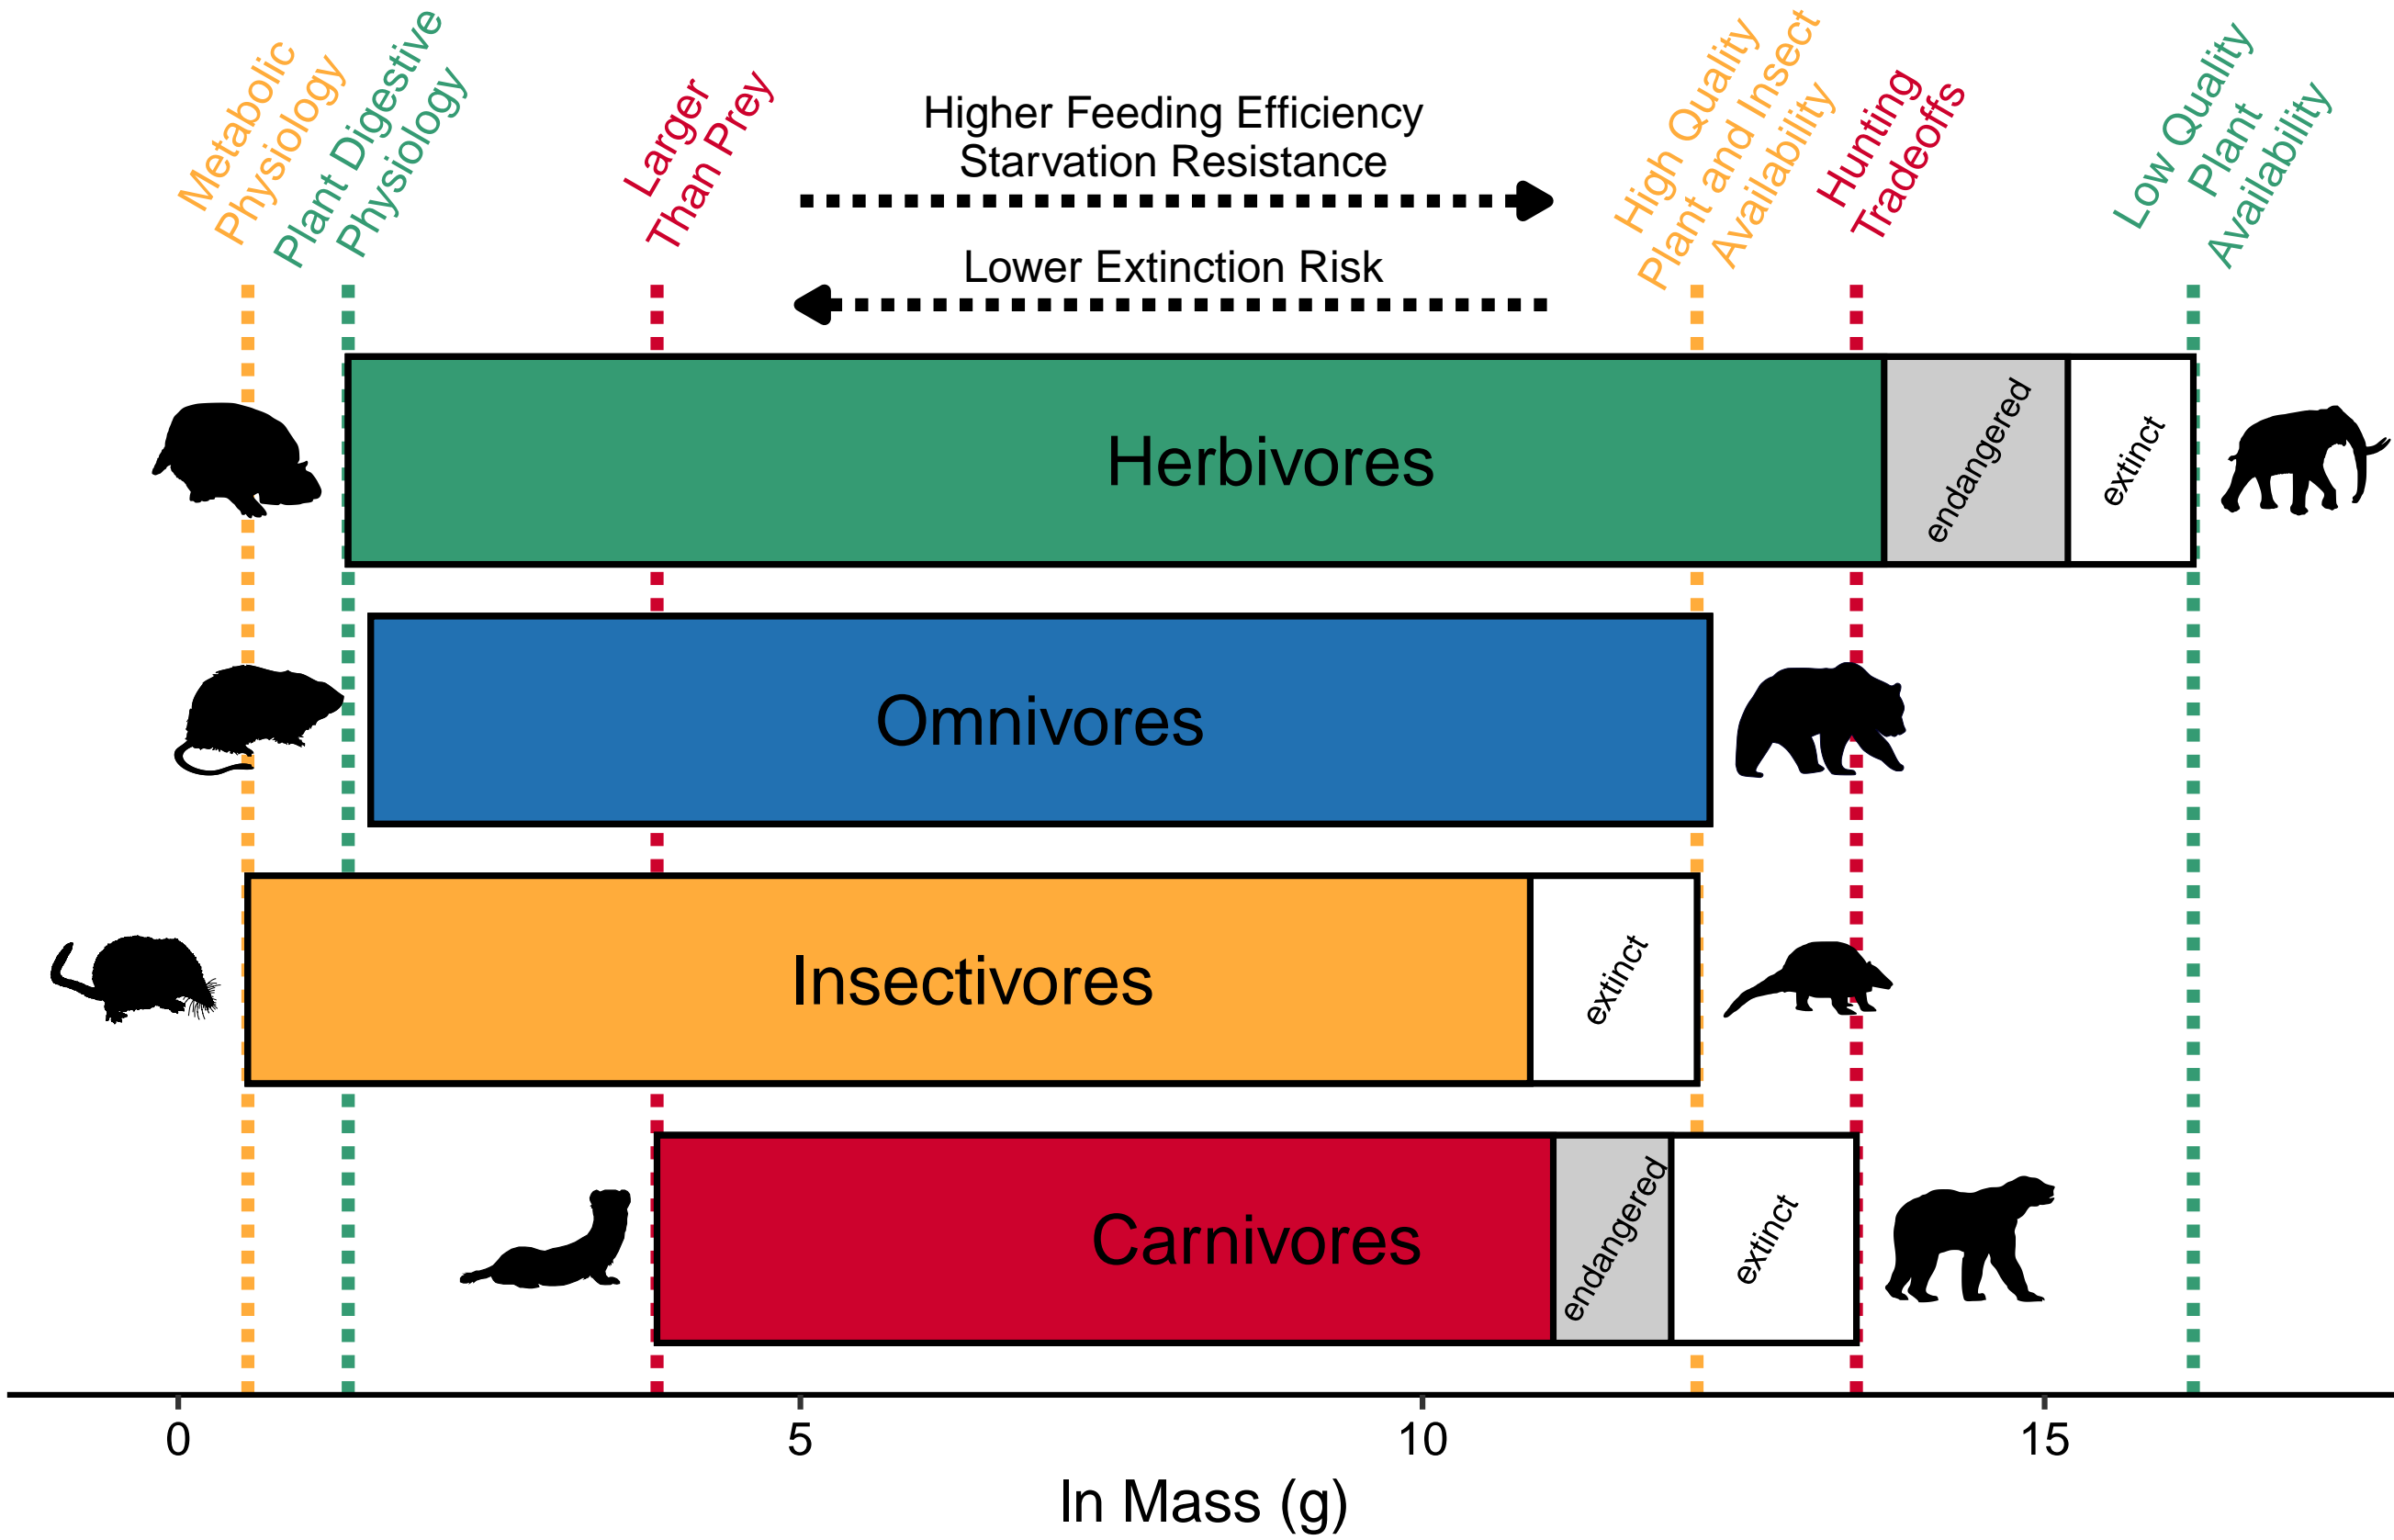 Metabolic
Physiology
Plant Digestive
Physiology
Larger
Than Prey
Higher Feeding Efficiency
Starvation Resistance
Lower Extinction Risk
High Quality
Plant and Insect
Availability
Hunting
Tradeoffs
Low Quality
Plant
Availability
Herbivores
endangered
extinct
Omnivores
Insectivores
extinct
Carnivores
endangered
extinct
0
5
10
15
ln Mass (g)